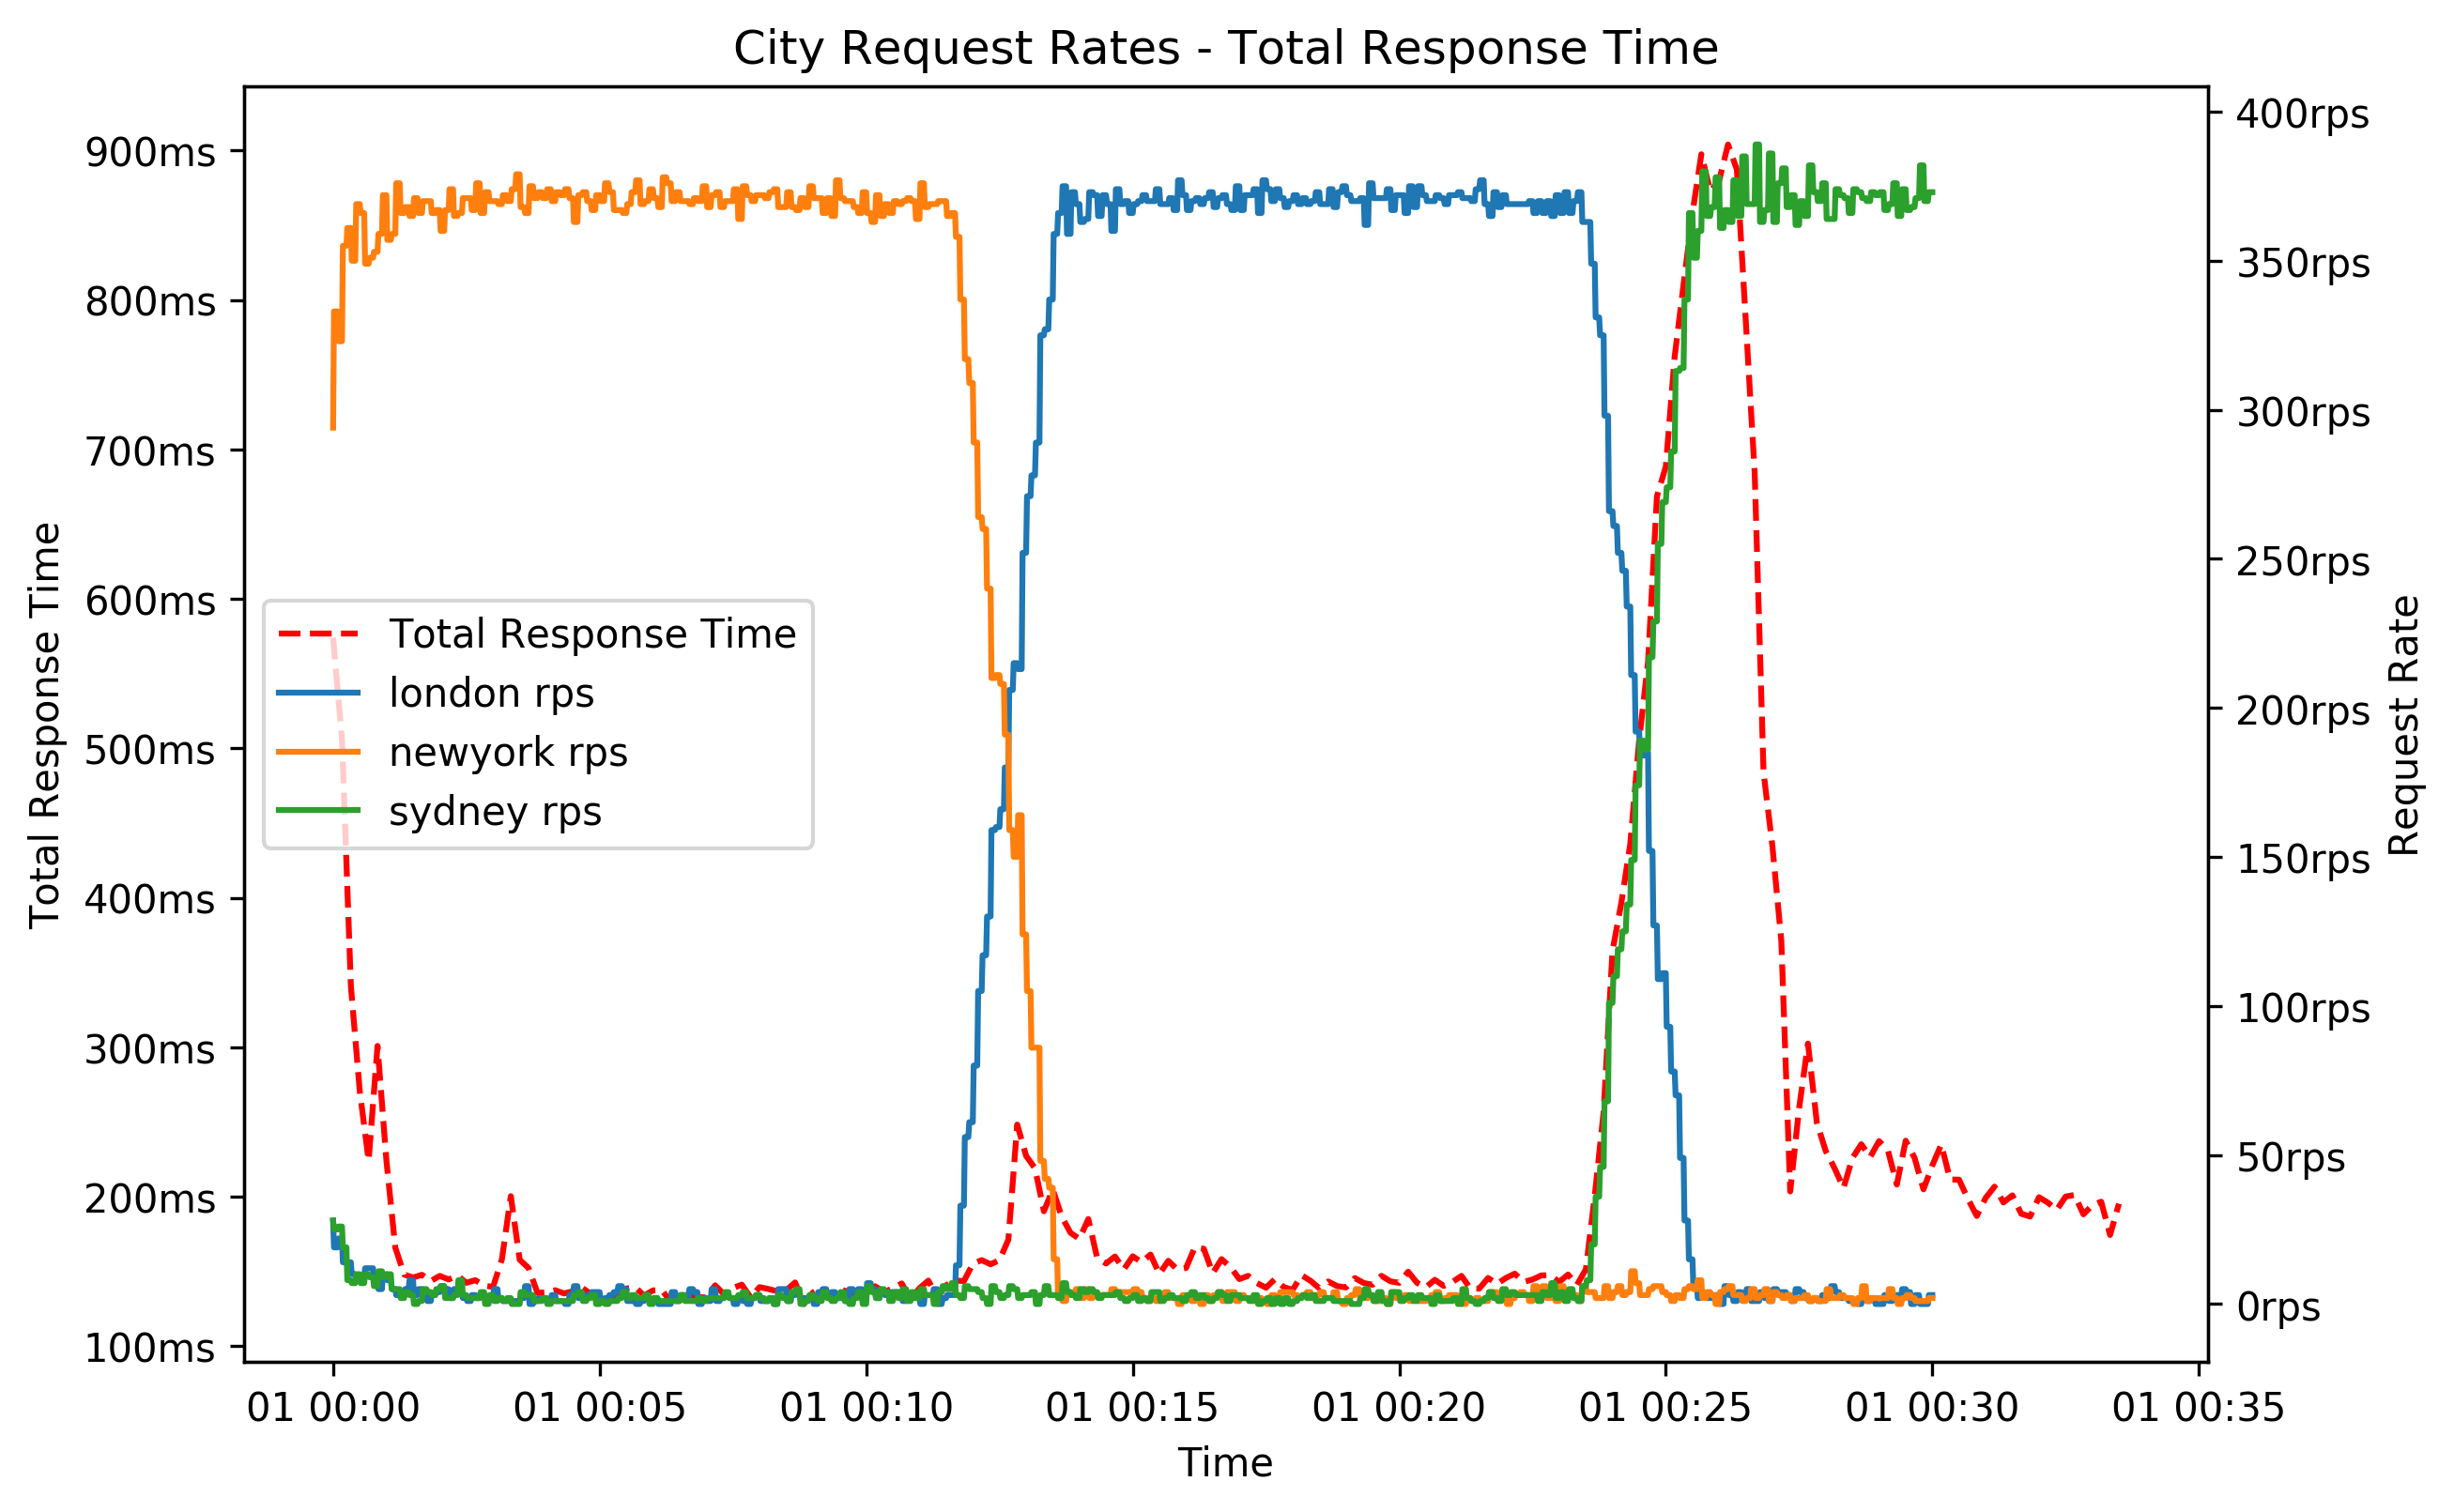 City Request Rates - Total Response Time
900ms
800ms
700ms
600ms
500ms
400ms
300ms
200ms
100ms
Total Response Time
Total Response Time
london rps
newyork rps
sydney rps
400rps
350rps
300rps
250rps
200rps
150rps
100rps
50rps
0rps
Request Rate
01 00:00 01 00:05 01 00:10 01 00:15 01 00:20 01 00:25 01 00:30 01 00:35
Time